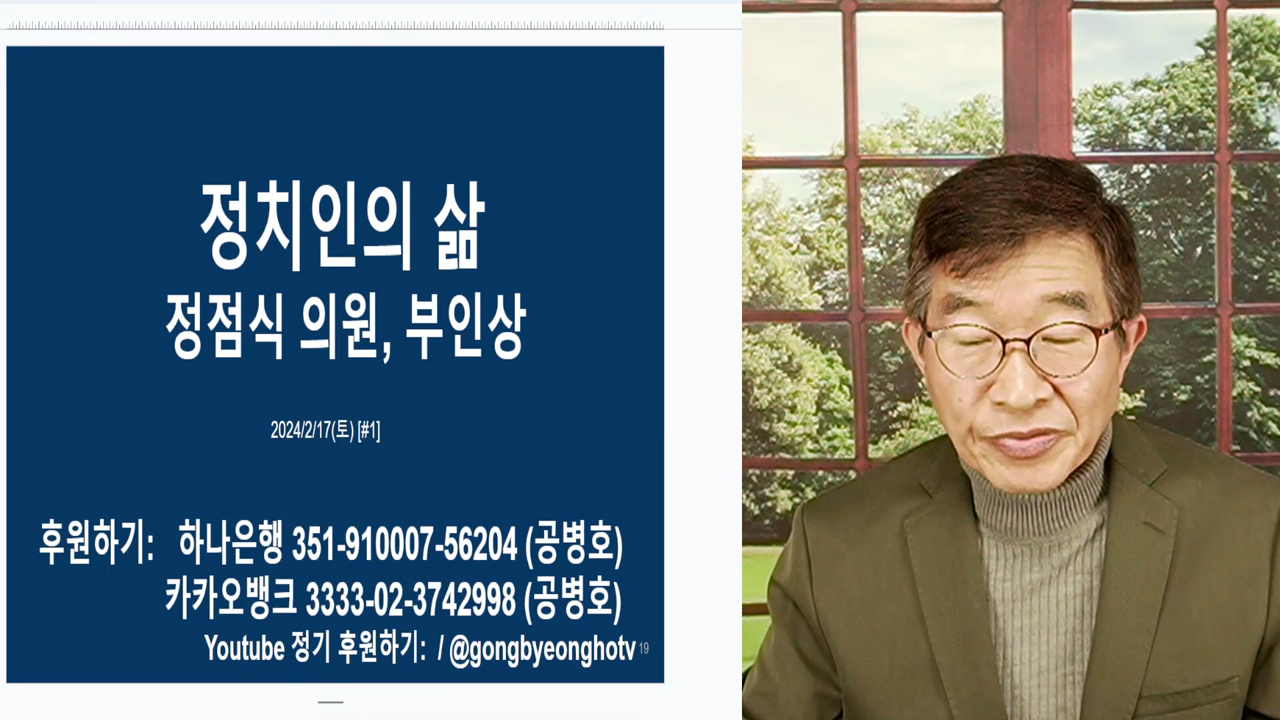 정치인의 삶
정점식 의원, 부인상
2024/2/17(토) [#1]
후원하기: 하나은행 351-910007-56204 (공병호)
카카오뱅크 3333-02-3742998 (공병호)
Youtube 정기 후원하기: / @gongbyeonghotv
19